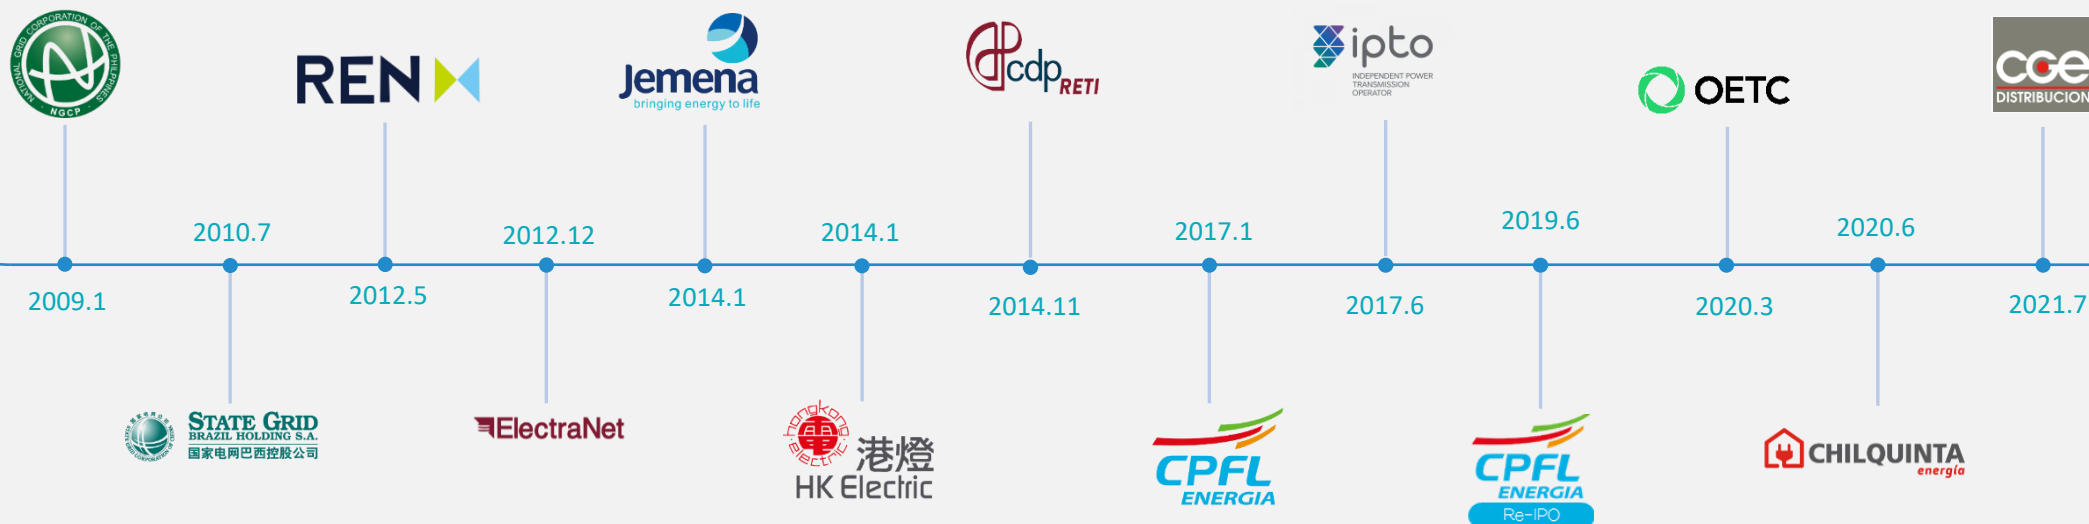 NATIONAL GRID CORPORATION OF THE PHILIPPINES
NGCP
REN
Jemena
bringing energy to life
cdp RETI
ipto
INDEPENDENT POWER
TRANSMISSION
OPERATOR
OETC
CGE
DISTRIBUCION
2010.7
2012.12
2014.1
2017.1
2019.6
2020.6
2009.1
2012.5
2014.1
2014.11
2017.6
2020.3
2021.7
STATE GRID
BRAZIL HOLDING S.A.
国家电网巴西控股公司
ElectraNet
hongkong electric
電
港燈
HK Electric
CPFL
ENERGIA
CPFL
ENERGIA
Re-IPO
CHILQUINTA
energía